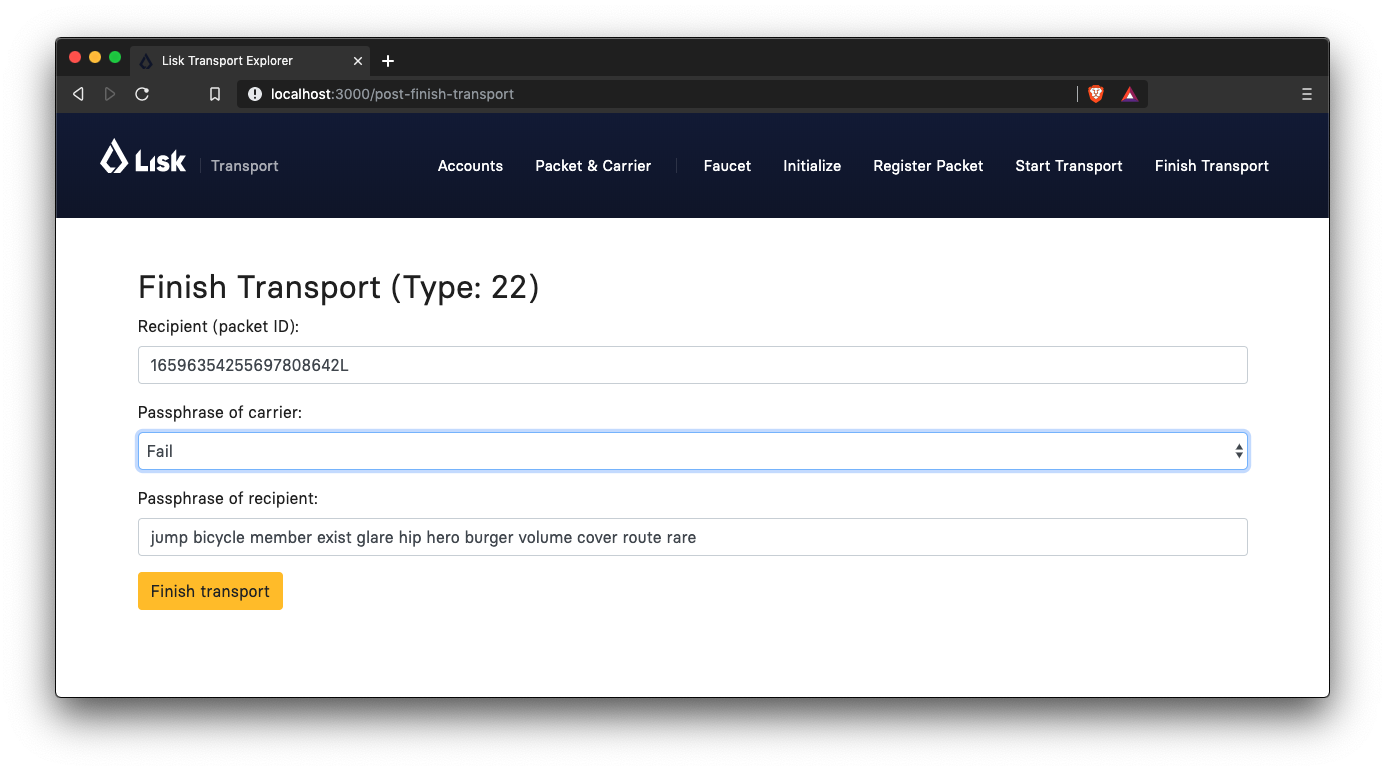 Lisk Transport Explorer
localhost:3000/post-finish-transport
Lisk Transport Accounts Packet & Carrier Faucet Initialize Register Packet Start Transport Finish Transport
Finish Transport (Type: 22)
Recipient (packet ID):
16596354255697808642L
Passphrase of carrier:
Fail
Passphrase of recipient:
jump bicycle member exist glare hip hero burger volume cover route rare
Finish transport